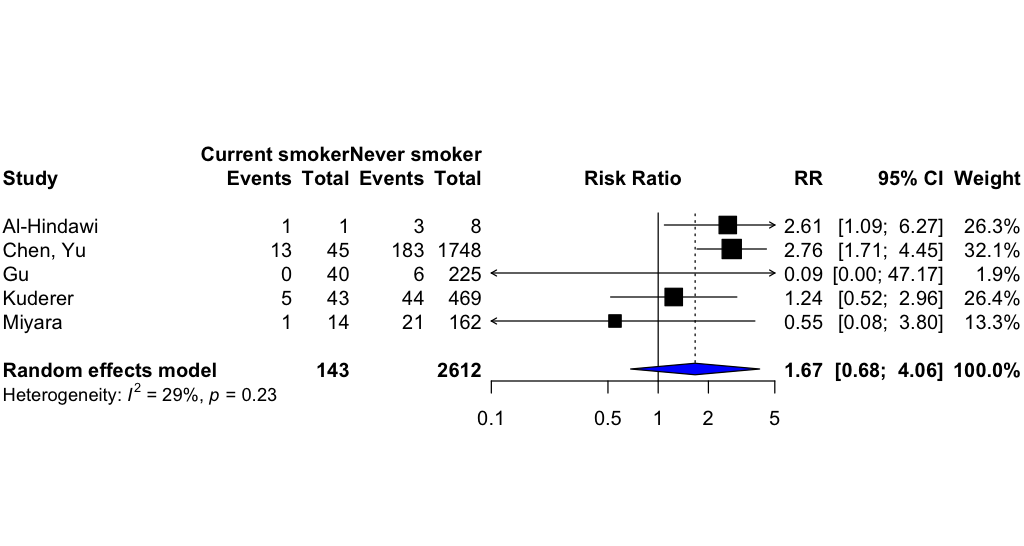 Current smoker Never smoker
Study Events Total Events Total Risk Ratio RR 95% CI Weight
Al-Hindawi 1 1 3 8 2.61 [1.09; 6.27] 26.3%
Chen, Yu 13 45 183 1748 2.76 [1.71; 4.45] 32.1%
Gu 0 40 6 225 0.09 [0.00; 47.17] 1.9%
Kuderer 5 43 44 469 1.24 [0.52; 2.96] 26.4%
Miyara 1 14 21 162 0.55 [0.08; 3.80] 13.3%
Random effects model 143 2612 1.67 [0.68; 4.06] 100.0%
Heterogeneity: I² = 29%, p = 0.23
0.1 0.5 1 2 5